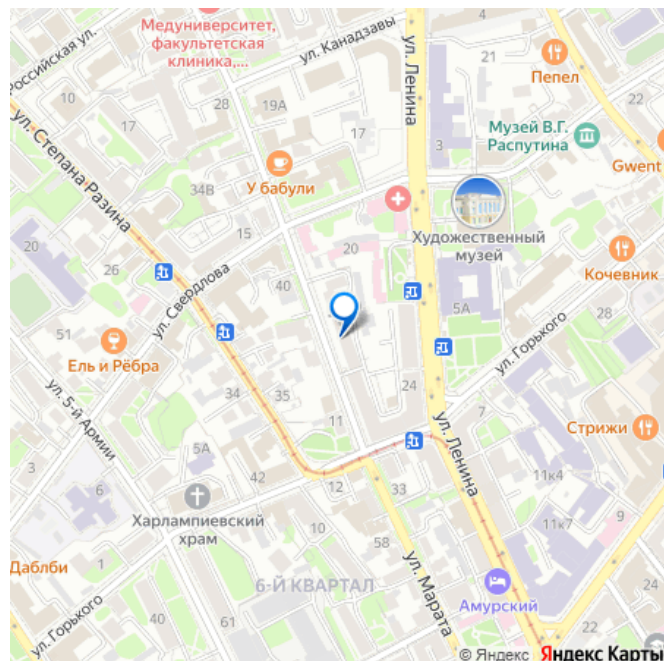 Медуниверситет,
факультетская
клиника,...
ул. Канадзавы
ул. Ленина
4
21
Пепел
Российская ул.
10
17
28
19А
17
3
Музей В.Г.
Распутина
Gwent
ул. Степана Разина
34В
У бабули
15
20
Художественный
музей
Кочевник
20
26
ул. Свердлова
40
5А
51
Ель и Рёбра
ул. Горького
34
35
24
ул. 5-й Армии
11
7
ул. Ленина
Стрижи
5А
3
6
42
12
33
11к4
Харлампиевский
храм
10
11к7
9
58
Даблби
6-Й КВАРТАЛ
ул. Марата
Амурский
24
ул. Горького
40
61
22
© Яндекс Яндекс Карты